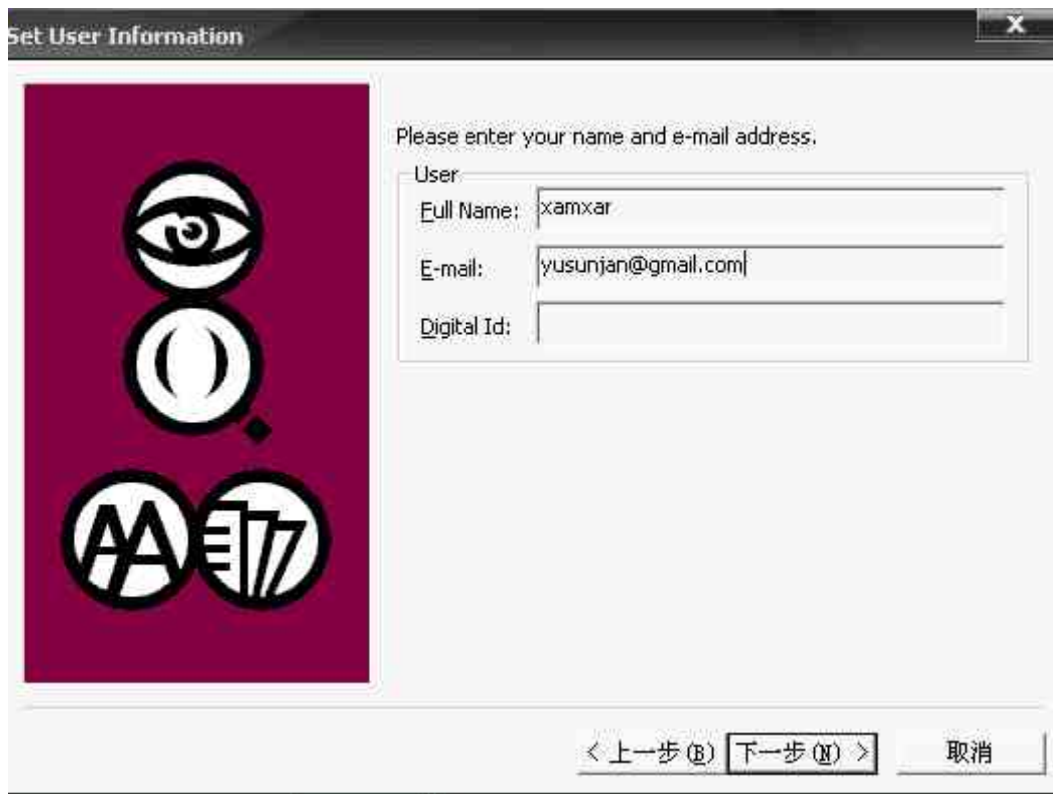 Set User Information
X
Please enter your name and e-mail address.
User
Full Name: xamxar
E-mail: yusunjan@gmail.com
Digital Id:
< 上一步(B) 下一步(N) > 取消